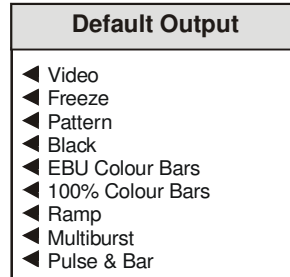 Default Output
◄ Video
◄ Freeze
◄ Pattern
◄ Black
◄ EBU Colour Bars
◄ 100% Colour Bars
◄ Ramp
◄ Multiburst
◄ Pulse & Bar